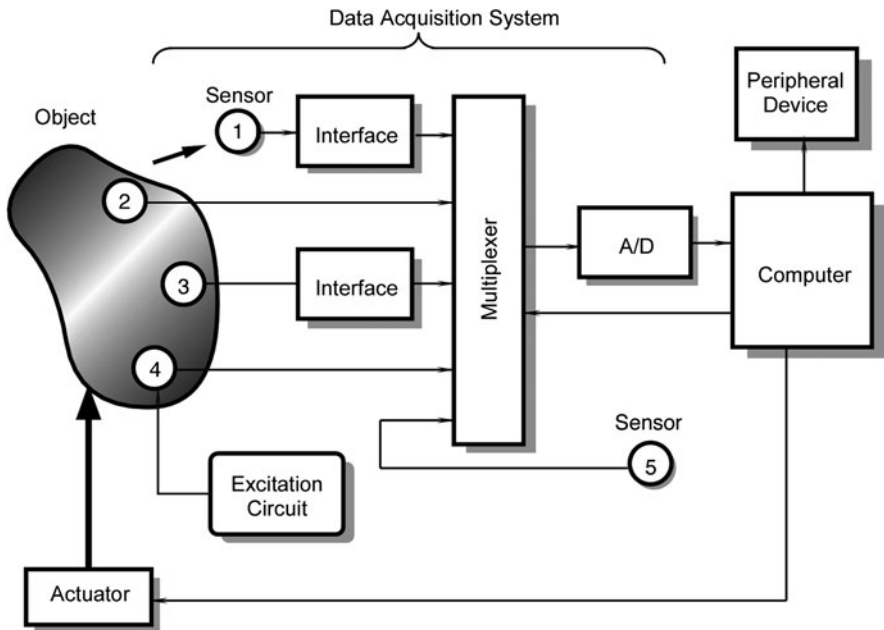 Data Acquisition System
Object
Sensor
1
Interface
2
3
Interface
4
Multiplexer
A/D
Computer
Peripheral
Device
Sensor
5
Excitation
Circuit
Actuator